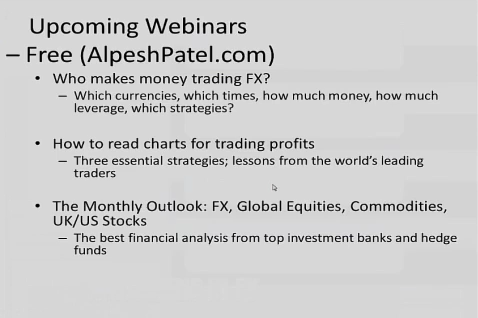 Upcoming Webinars
– Free (AlpeshPatel.com)
• Who makes money trading FX?
– Which currencies, which times, how much money, how much
leverage, which strategies?
• How to read charts for trading profits
– Three essential strategies; lessons from the world's leading
traders
• The Monthly Outlook: FX, Global Equities, Commodities,
UK/US Stocks
– The best financial analysis from top investment banks and hedge
funds